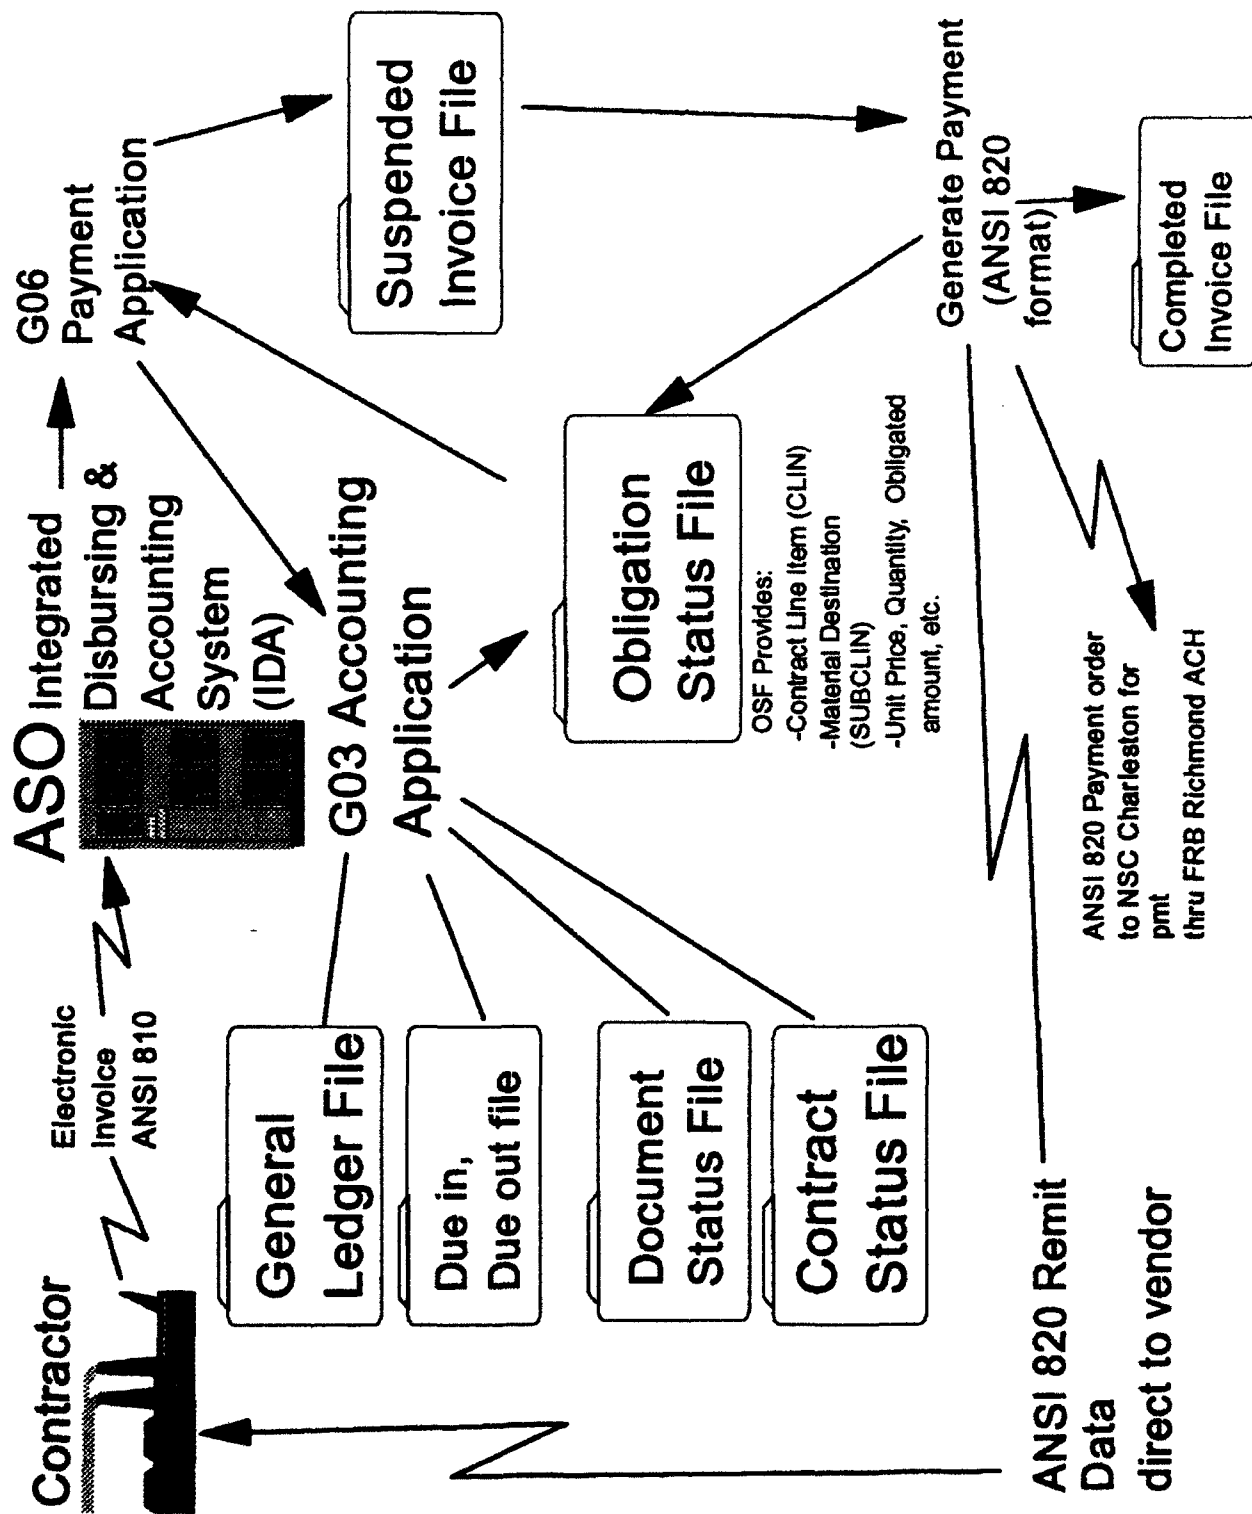 Contractor
Electronic
Invoice
ANSI 810
ASO Integrated
Disbursing &
Accounting
System
(IDA)
G06
Payment
Application
General
Ledger File
Due in,
Due out file
Document
Status File
Contract
Status File
G03 Accounting
Application
Suspended
Invoice File
Obligation
Status File
OSF Provides:
-Contract Line Item (CLIN)
-Material Destination
(SUBCLIN)
-Unit Price, Quantity, Obligated
amount, etc.
Generate Payment
(ANSI 820
format)
Completed
Invoice File
ANSI 820 Payment order
to NSC Charleston for
pmt
thru FRB Richmond ACH
ANSI 820 Remit
Data
direct to vendor